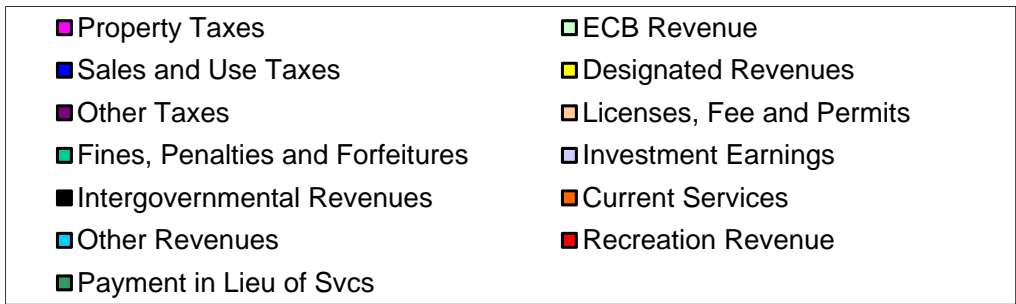 Property Taxes
ECB Revenue
Sales and Use Taxes
Designated Revenues
Other Taxes
Licenses, Fee and Permits
Fines, Penalties and Forfeitures
Investment Earnings
Intergovernmental Revenues
Current Services
Other Revenues
Recreation Revenue
Payment in Lieu of Svcs